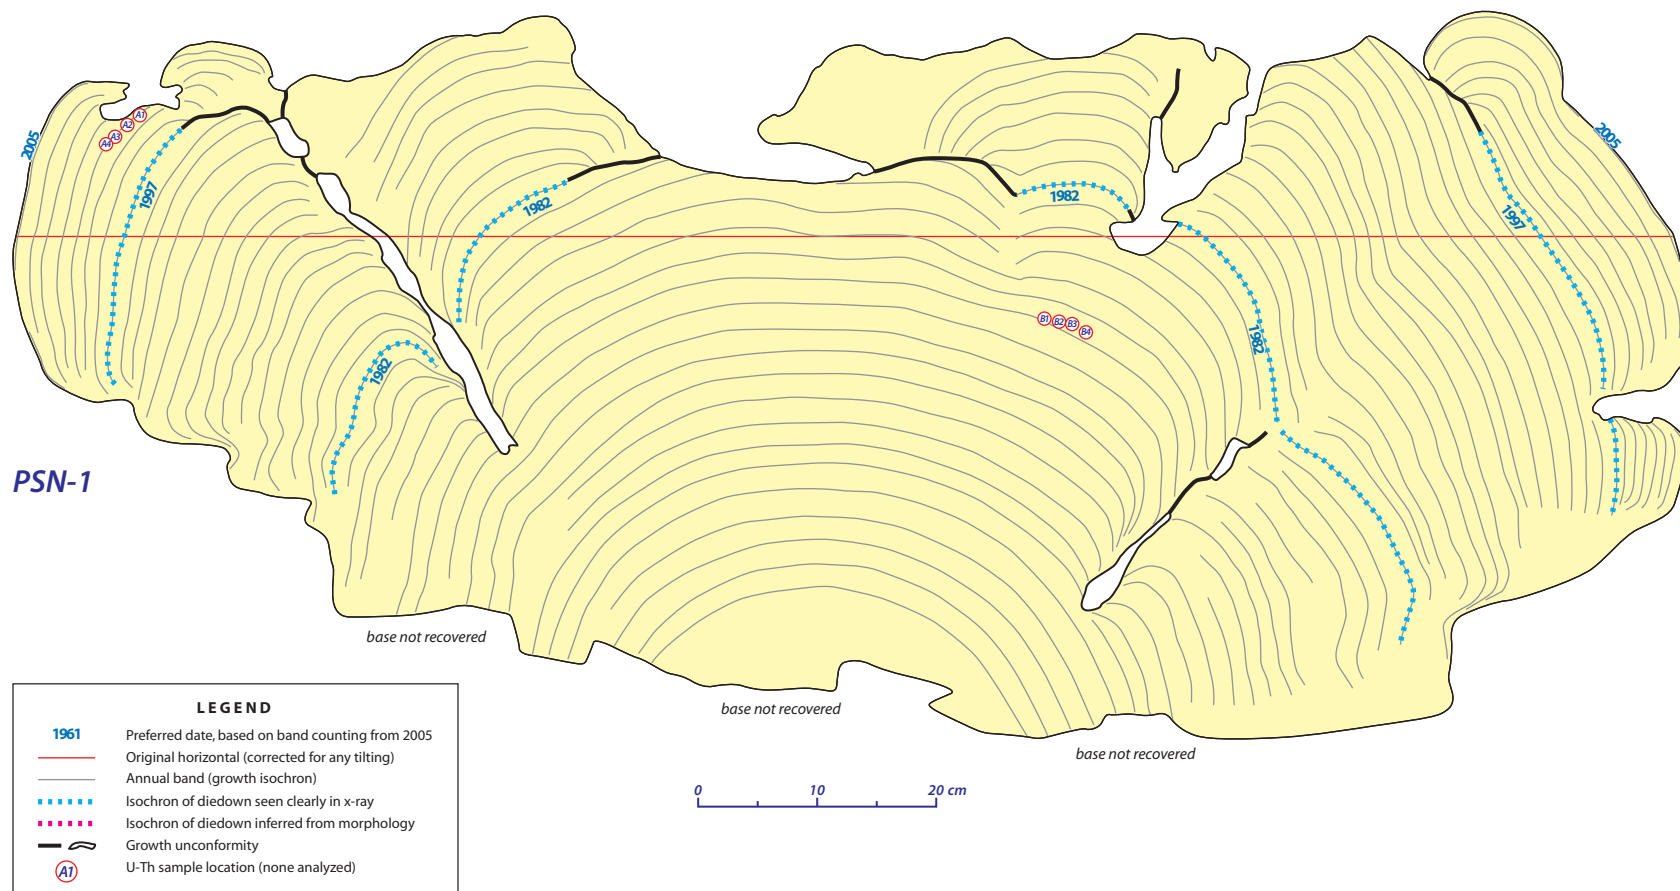 2005
A1
A2
A3
A4
1997
1982
1982
1982
B1
B2
B3
B4
1982
1982
1997
2005
PSN-1
base not recovered
base not recovered
base not recovered
LEGEND
1961 Preferred date, based on band counting from 2005
Original horizontal (corrected for any tilting)
Annual band (growth isochron)
Isochron of diedown seen clearly in x-ray
Isochron of diedown inferred from morphology
Growth unconformity
A1 U-Th sample location (none analyzed)
0 10 20 cm